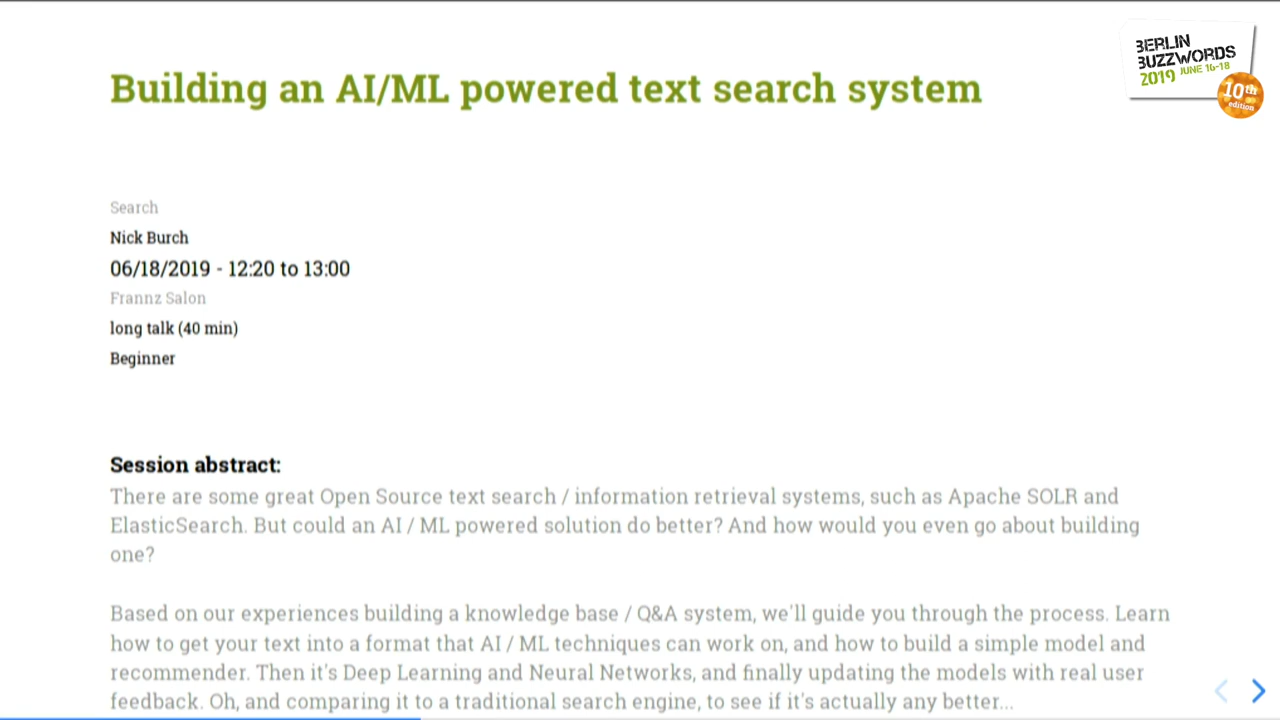 BERLIN
BUZZWORDS
2019 JUNE 16-18
10th
edition
Building an AI/ML powered text search system
Search
Nick Burch
06/18/2019 - 12:20 to 13:00
Frannz Salon
long talk (40 min)
Beginner
Session abstract:
There are some great Open Source text search / information retrieval systems, such as Apache SOLR and
ElasticSearch. But could an AI / ML powered solution do better? And how would you even go about building
one?
Based on our experiences building a knowledge base / Q&A system, we'll guide you through the process. Learn
how to get your text into a format that AI / ML techniques can work on, and how to build a simple model and
recommender. Then it's Deep Learning and Neural Networks, and finally updating the models with real user
feedback. Oh, and comparing it to a traditional search engine, to see if it's actually any better...